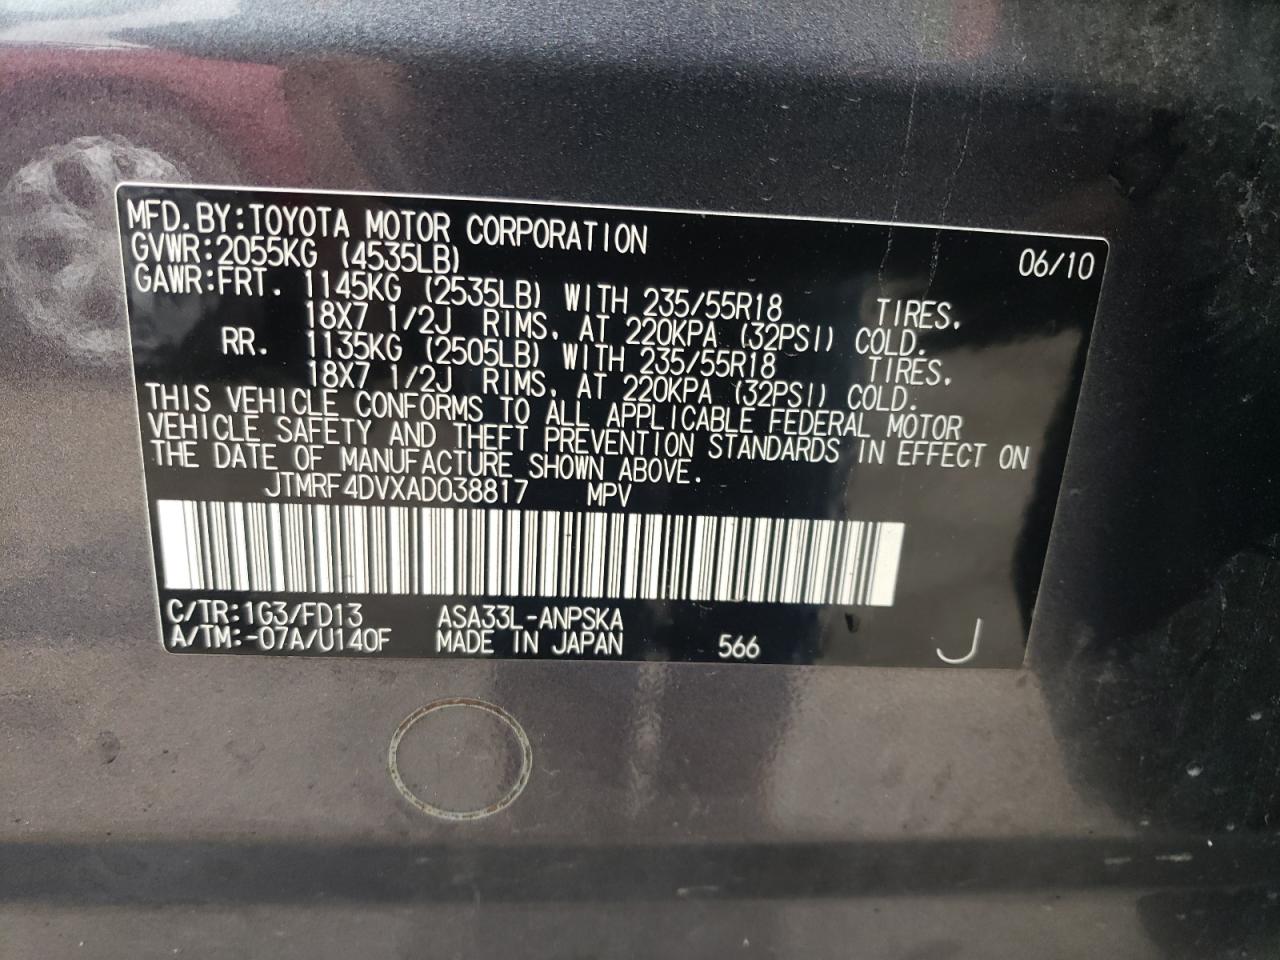 MFD.BY:TOYOTA MOTOR CORPORATION 06/10
GVWR:2055KG (4535LB)
GAWR:FRT. 1145KG (2535LB) WITH 235/55R18 TIRES.
18X7 1/2J RIMS, AT 220KPA (32PSI) COLD.
RR. 1135KG (2505LB) WITH 235/55R18 TIRES,
18X7 1/2J RIMS, AT 220KPA (32PSI) COLD.
THIS VEHICLE CONFORMS TO ALL APPLICABLE FEDERAL MOTOR
VEHICLE SAFETY AND THEFT PREVENTION STANDARDS IN EFFECT ON
THE DATE OF MANUFACTURE SHOWN ABOVE.
JTMRF4DVXAD038817 MPV
C/TR:1G3/FD13 ASA33L-ANPSKA
A/TM:-07A/U140F MADE IN JAPAN 566 J